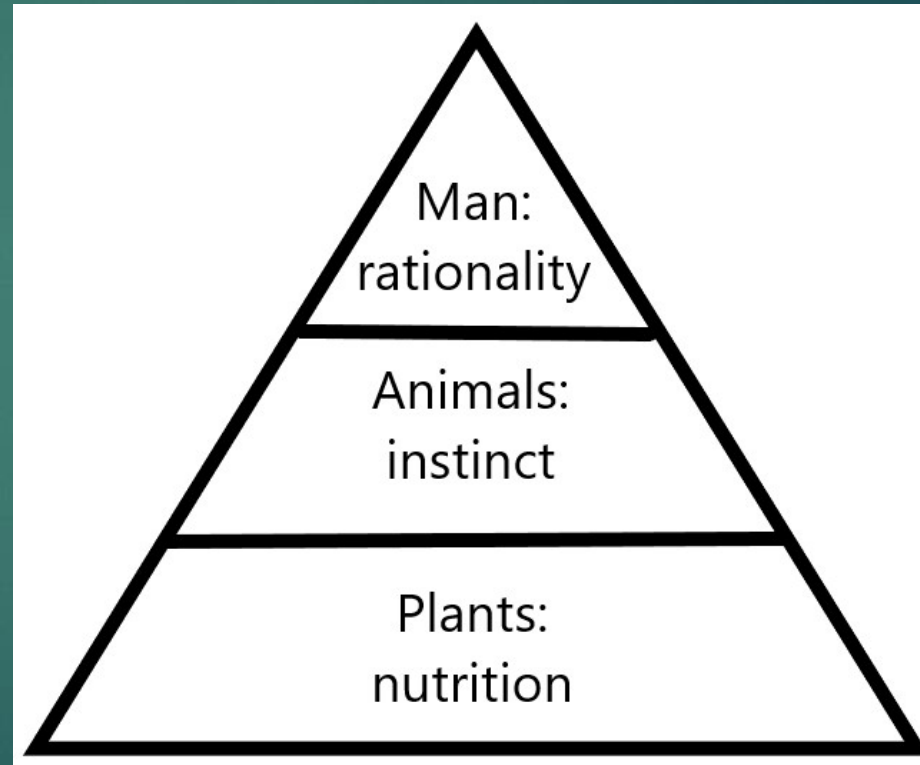 Man:
rationality
Animals:
instinct
Plants:
nutrition